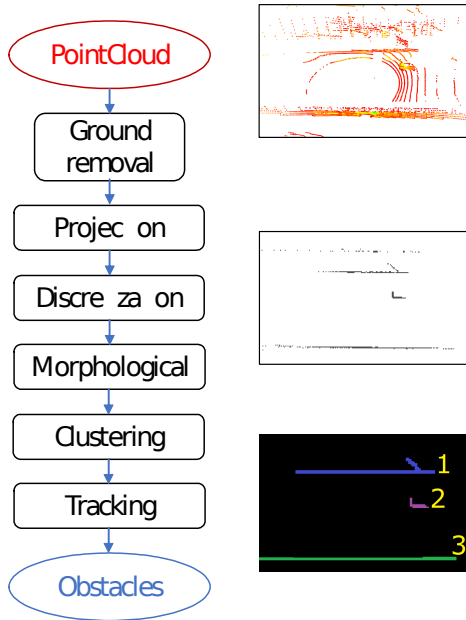 PointCloud
Ground
removal
Projec on
Discre za on
Morphological
Clustering
Tracking
Obstacles
1
2
3